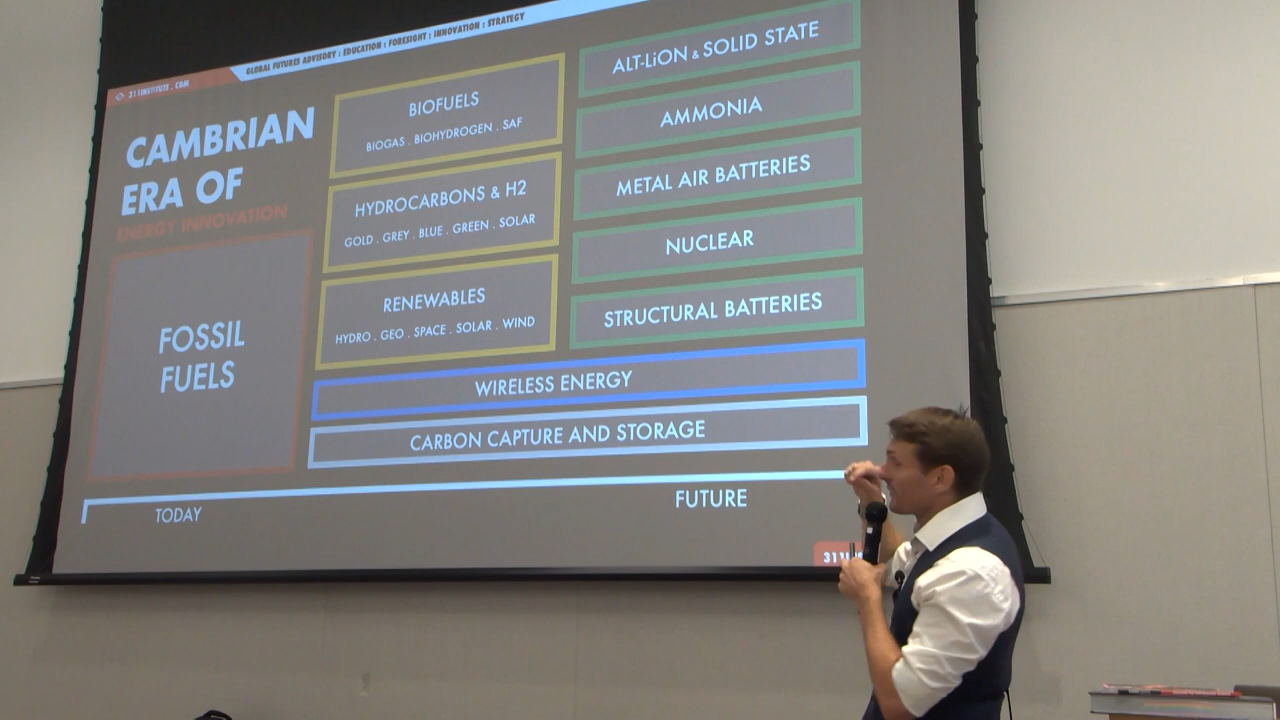 311INSTITUTE . COM
GLOBAL FUTURES ADVISORY : EDUCATION : FORESIGHT : INNOVATION : STRATEGY
CAMBRIAN
ERA OF
ENERGY INNOVATION
FOSSIL
FUELS
BIOFUELS
BIOGAS . BIOHYDROGEN . SAF
HYDROCARBONS & H2
GOLD . GREY . BLUE . GREEN . SOLAR
RENEWABLES
HYDRO . GEO . SPACE . SOLAR . WIND
ALT-LiON & SOLID STATE
AMMONIA
METAL AIR BATTERIES
NUCLEAR
STRUCTURAL BATTERIES
WIRELESS ENERGY
CARBON CAPTURE AND STORAGE
TODAY
FUTURE